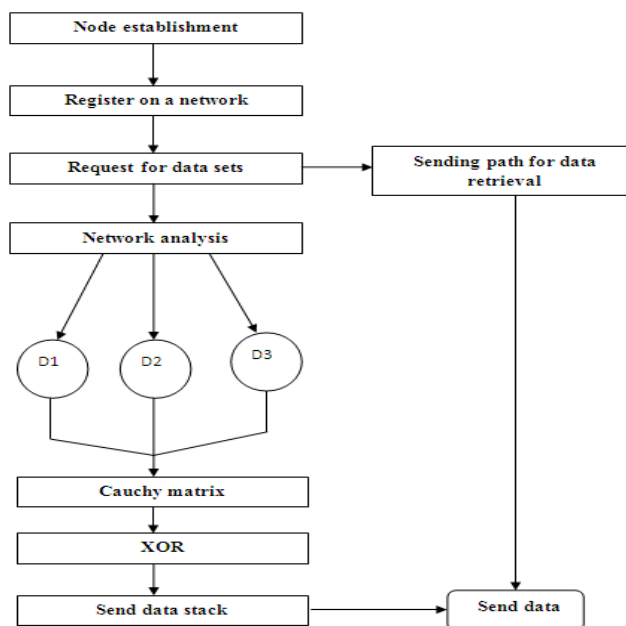 Node establishment
Register on a network
Request for data sets
Sending path for data
retrieval
Network analysis
D1
D2
D3
Cauchy matrix
XOR
Send data stack
Send data